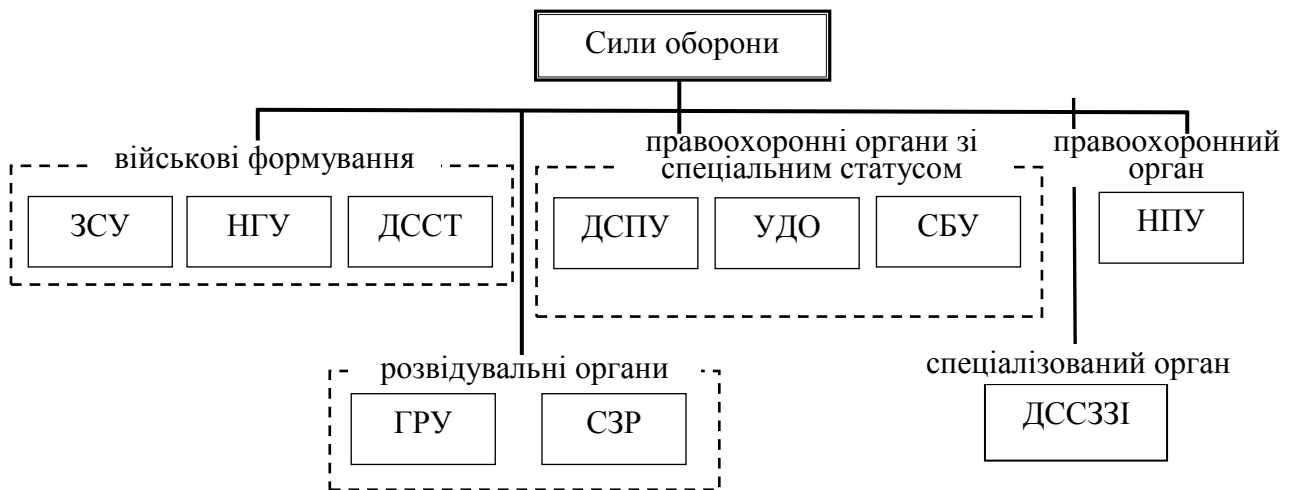 Сили оборони
військові формування
ЗСУ
НГУ
ДССТ
правоохоронні органи зі
спеціальним статусом
ДСПУ
УДО
СБУ
правоохоронний
орган
НПУ
розвідувальні органи
ГРУ
СЗР
спеціалізований орган
ДССЗЗІ